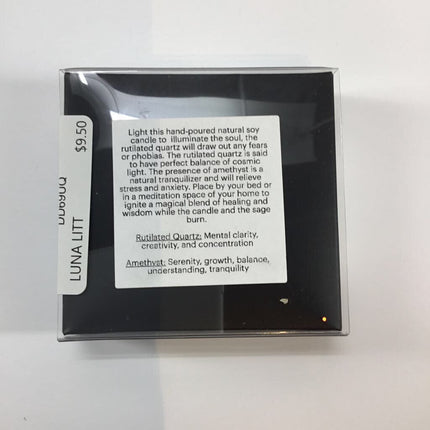 Light this hand-poured natural soy
candle to illuminate the soul, the
rutilated quartz will draw out any fears
or phobias. The rutilated quartz is said
to have perfect balance of cosmic
light. The presence of amethyst is a
natural tranquilizer and will relieve
stress and anxiety. Place by your bed or
in a meditation space of your home to
ignite a magical blend of healing and
wisdom while the candle and the sage
burn.
Rutilated Quartz: Mental clarity,
creativity, and concentration
Amethyst: Serenity, growth, balance,
understanding, tranquility
$9.50
LUNA LITT